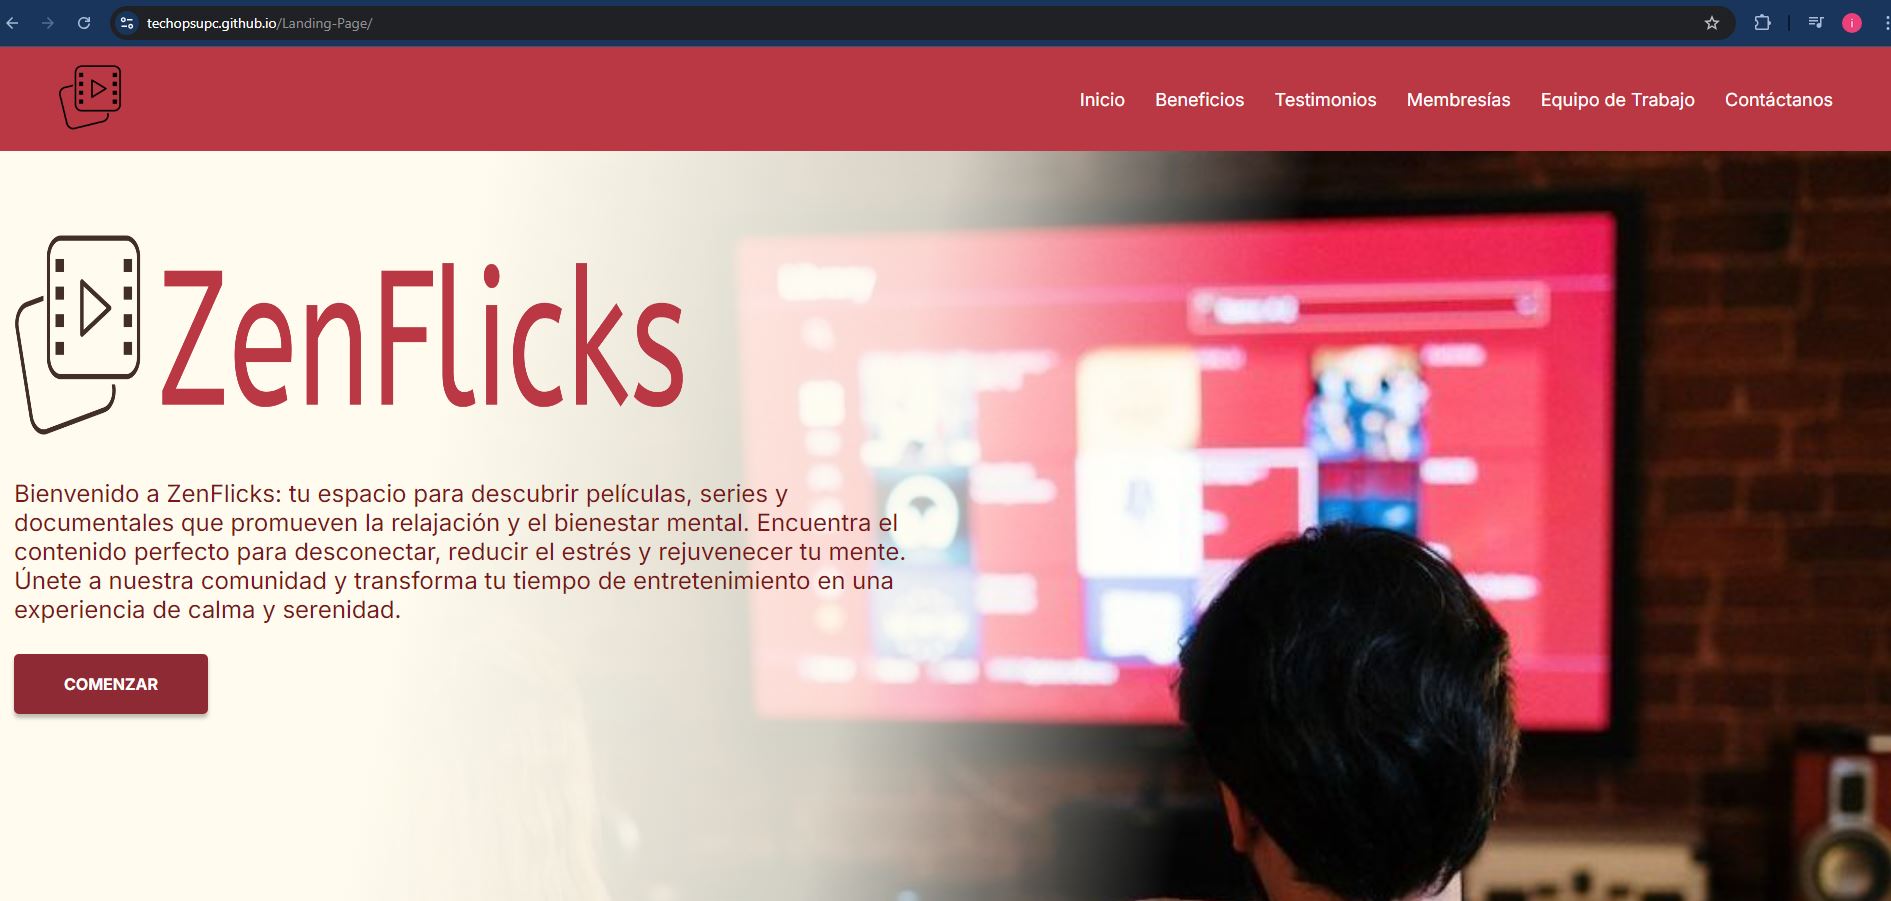 techopsupc.github.io/Landing-Page/
i
Inicio Beneficios Testimonios Membresías Equipo de Trabajo Contáctanos
ZenFlicks
Bienvenido a ZenFlicks: tu espacio para descubrir películas, series y
documentales que promueven la relajación y el bienestar mental. Encuentra el
contenido perfecto para desconectar, reducir el estrés y rejuvenecer tu mente.
Únete a nuestra comunidad y transforma tu tiempo de entretenimiento en una
experiencia de calma y serenidad.
COMENZAR